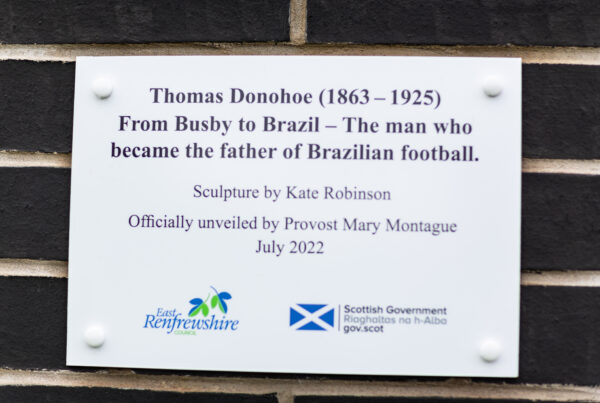 Thomas Donohoe (1863 – 1925)
From Busby to Brazil – The man who
became the father of Brazilian football.
Sculpture by Kate Robinson
Officially unveiled by Provost Mary Montague
July 2022
East
Renfrewshire
COUNCIL
Scottish Government
Riaghaltas na h-Alba
gov.scot